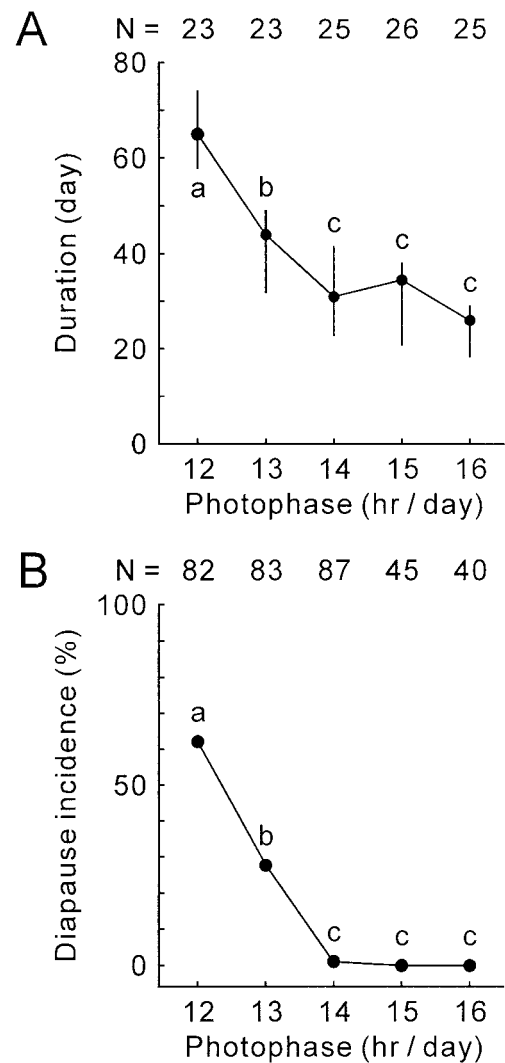 A
N = 23 23 25 26 25
80
60
40
20
0
Duration (day)
a
b
c
c
c
12 13 14 15 16
Photophase (hr / day)
B
N = 82 83 87 45 40
100
50
0
Diapause incidence (%)
a
b
c
c
c
12 13 14 15 16
Photophase (hr / day)